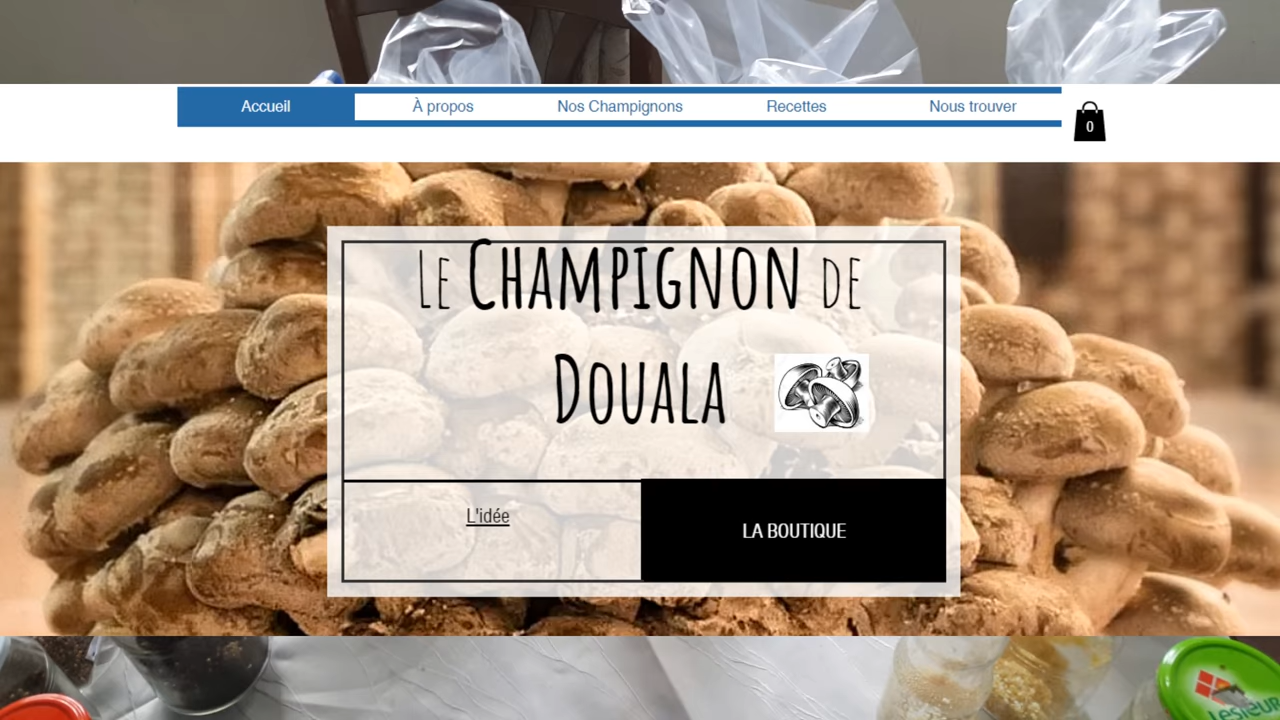 Accueil
À propos
Nos Champignons
Recettes
Nous trouver
0
LE CHAMPIGNON DE
DOUALA
L'idée
LA BOUTIQUE
Lesieur